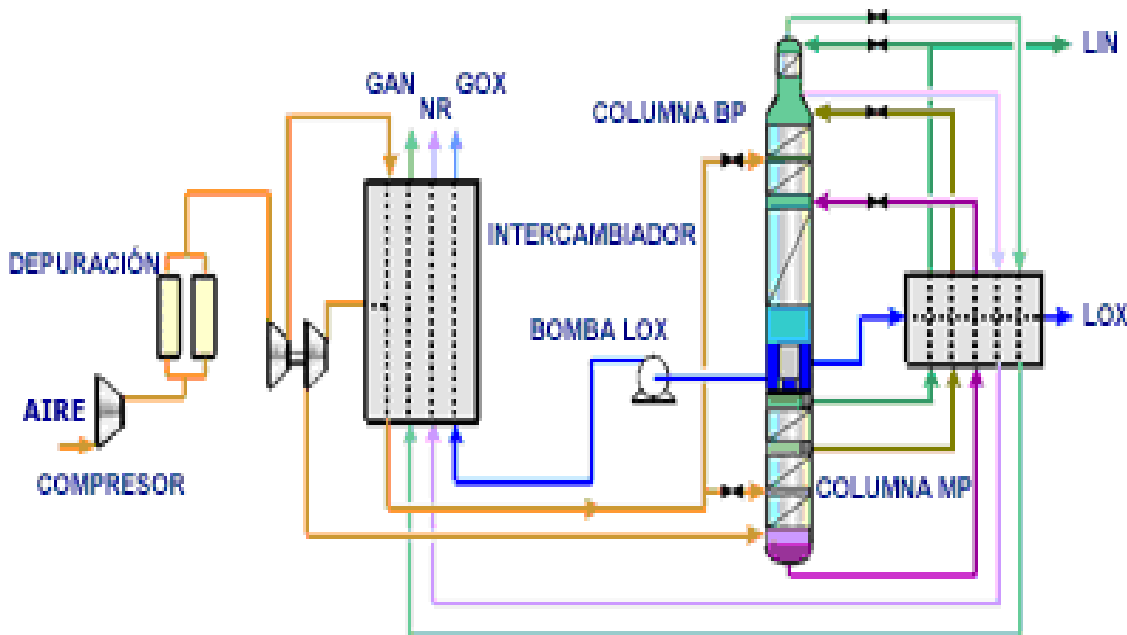 LIN
GAN
GOX
NR
COLUMNA BP
INTERCAMBIADOR
DEPURACIÓN
BOMBA LOX
LOX
AIRE
COMPRESOR
COLUMNA MP